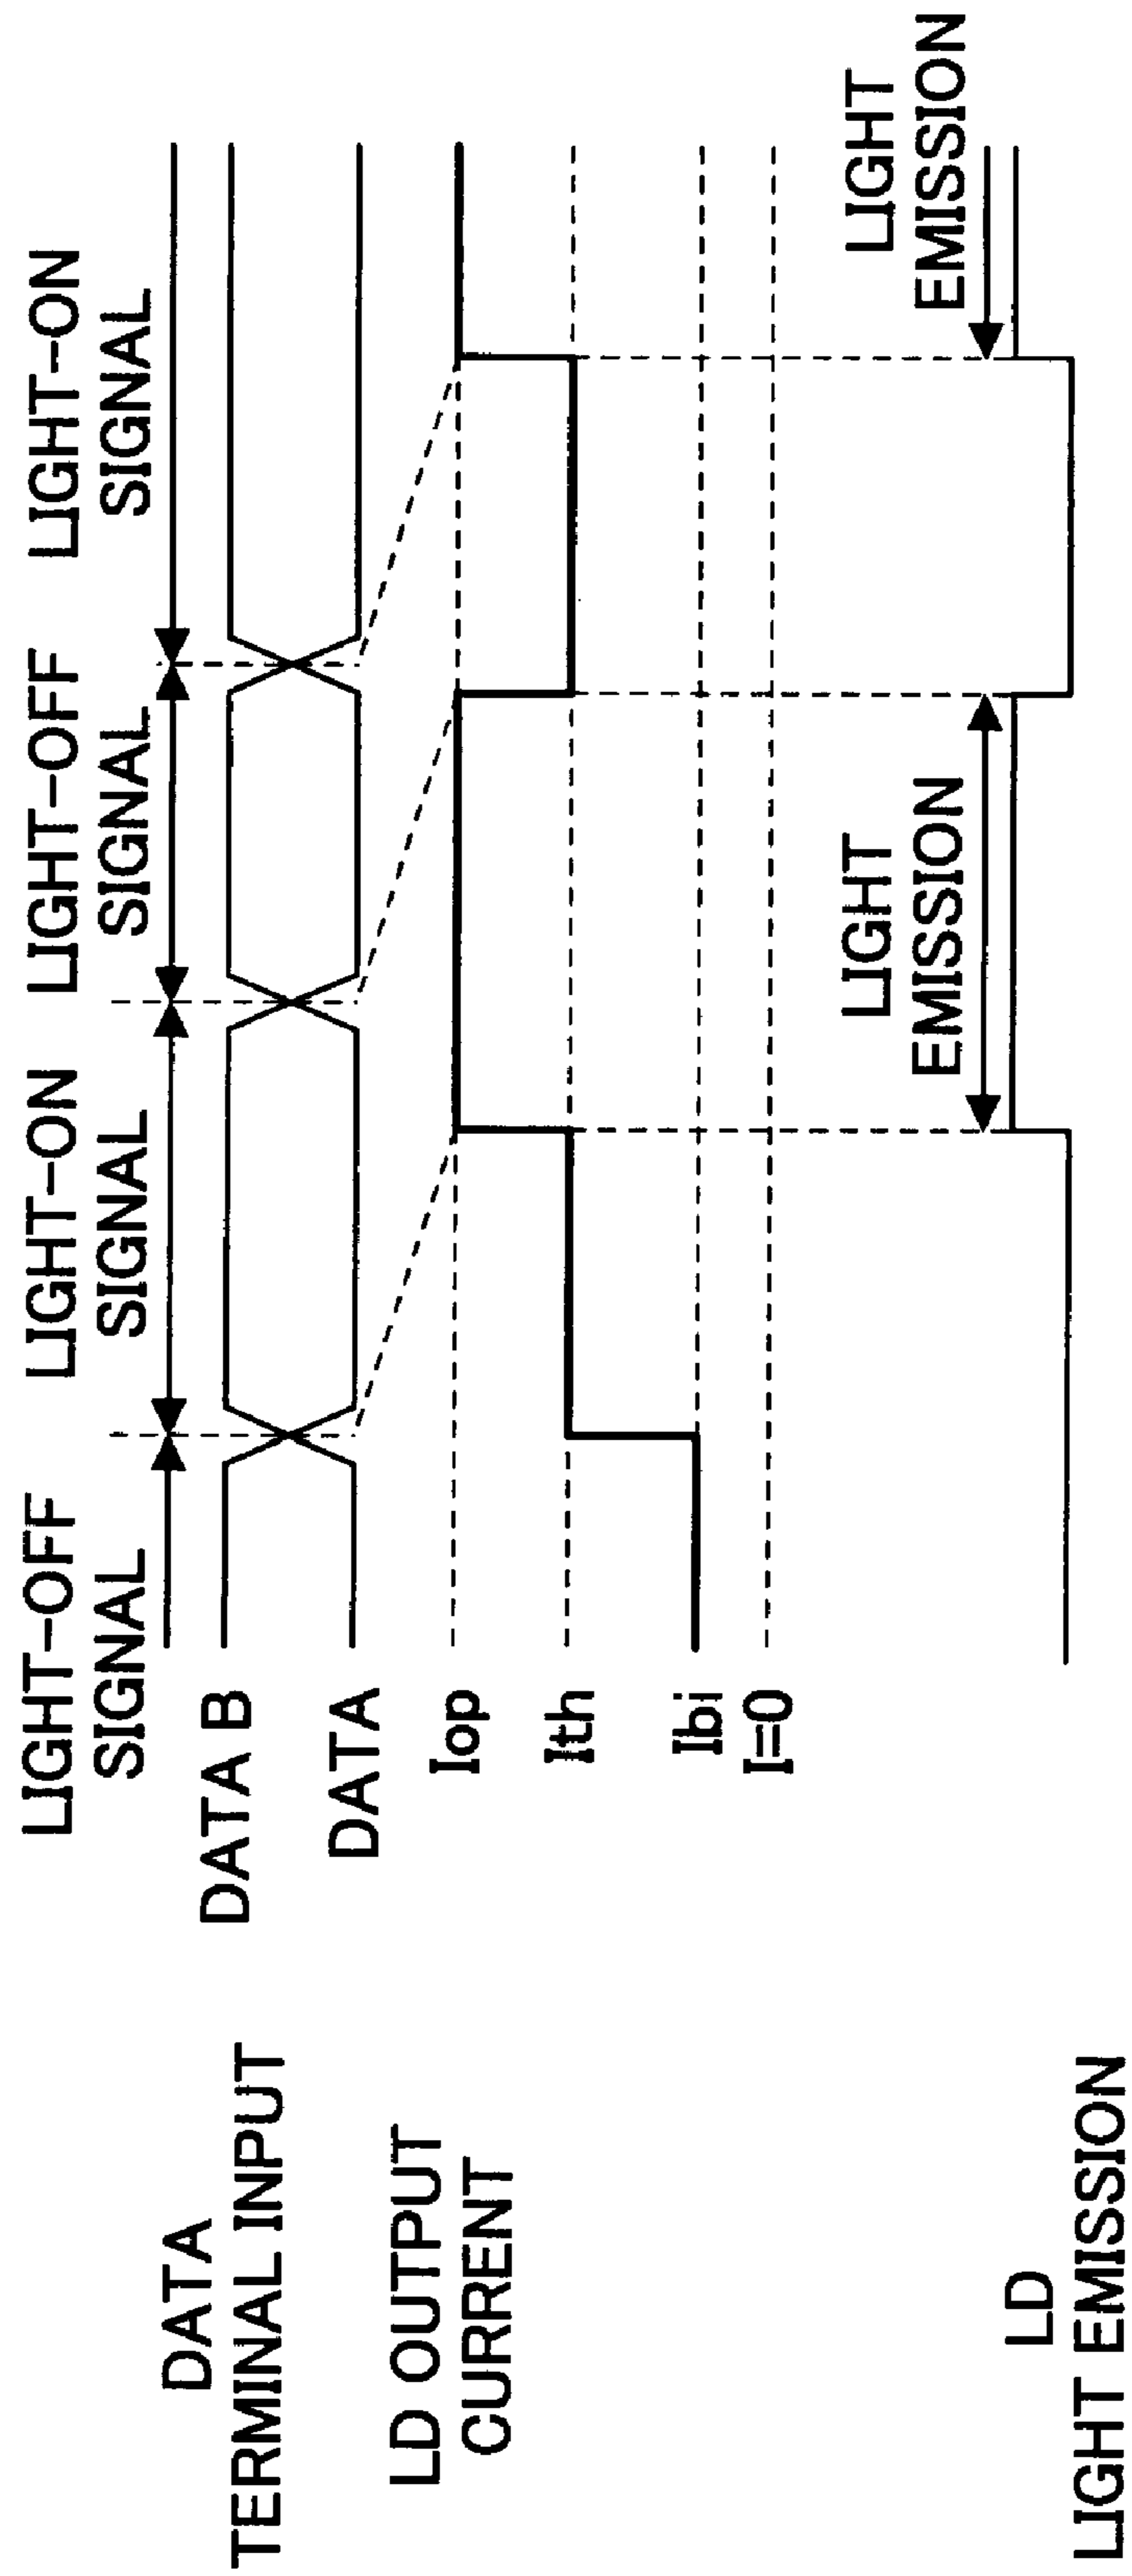 LIGHT-OFF
SIGNAL
LIGHT-ON
SIGNAL
LIGHT-OFF
SIGNAL
LIGHT-ON
SIGNAL
DATA
TERMINAL INPUT
DATA B
DATA
LD OUTPUT
CURRENT
Iop
Ith
Ibi
I=0
LIGHT
EMISSION
LIGHT
EMISSION
LD
LIGHT EMISSION